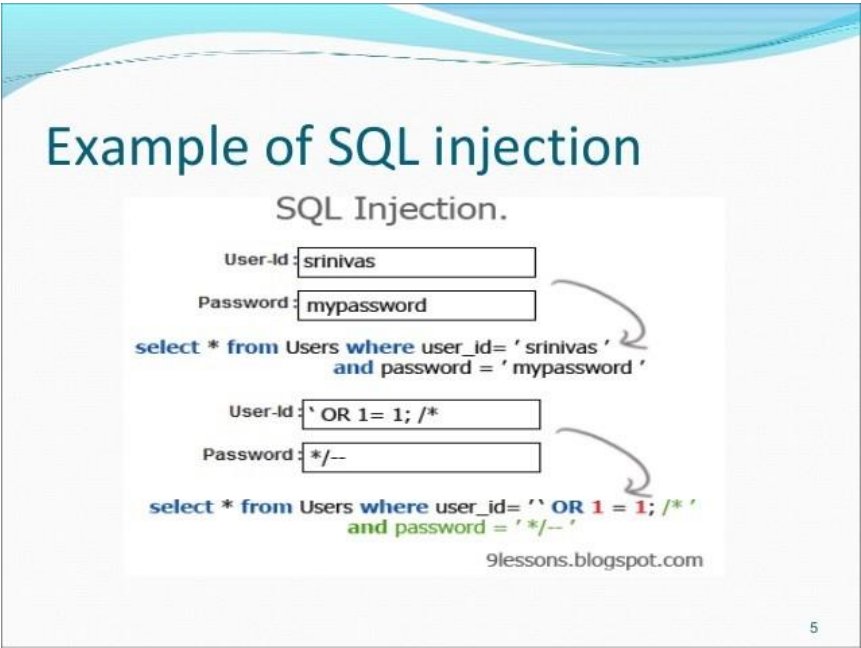 Example of SQL injection
SQL Injection.
User-Id : srinivas
Password : mypassword
select * from Users where user_id= ' srinivas '
and password = ' mypassword '
User-Id : ` OR 1= 1; /*
Password : */--
select * from Users where user_id= ' ` OR 1 = 1; /* '
and password = ' */-- '
9lessons.blogspot.com
5